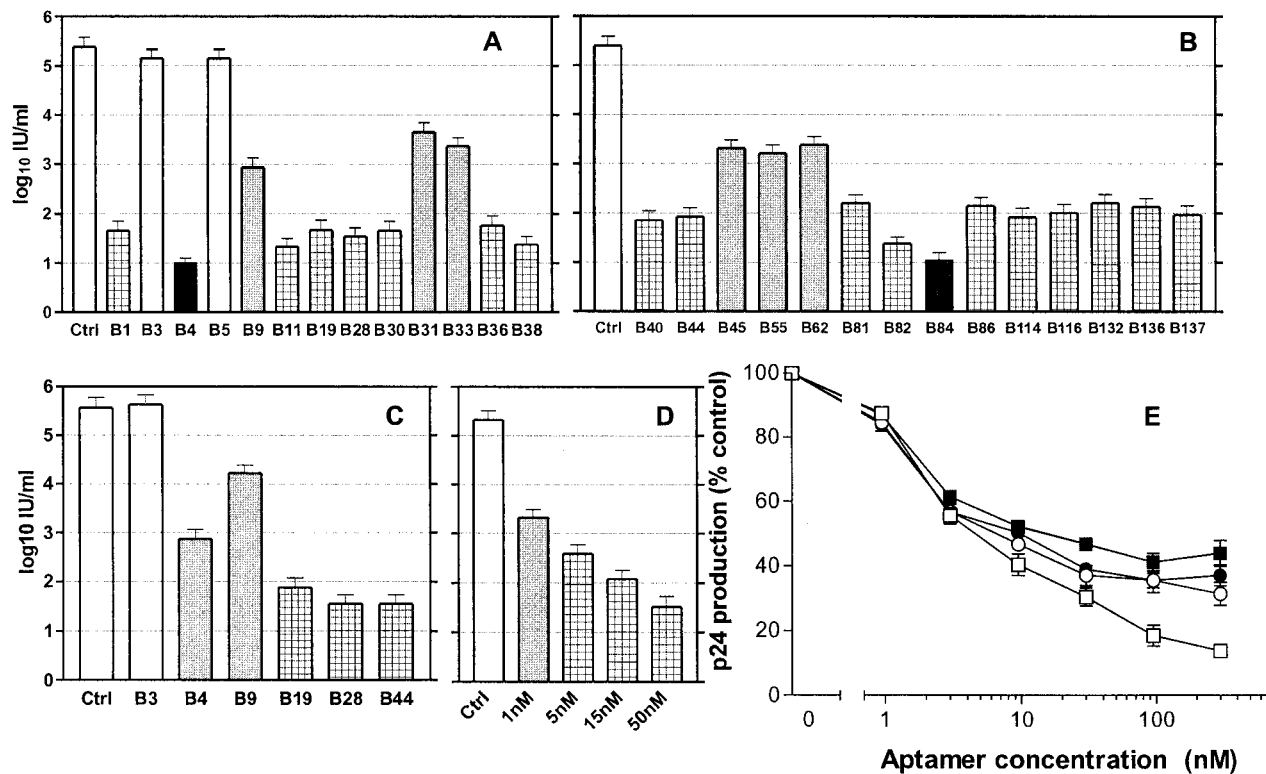 A
B
log10 IU/ml
6
5
4
3
2
1
0
Ctrl B1 B3 B4 B5 B9 B11 B19 B28 B30 B31 B33 B36 B38
Ctrl B40 B44 B45 B55 B62 B81 B82 B84 B86 B114 B116 B132 B136 B137
C
D
E
log10 IU/ml
6
5
4
3
2
1
0
Ctrl B3 B4 B9 B19 B28 B44
Ctrl 1nM 5nM 15nM 50nM
p24 production (% control)
100
80
60
40
20
0
0 1 10 100
Aptamer concentration (nM)